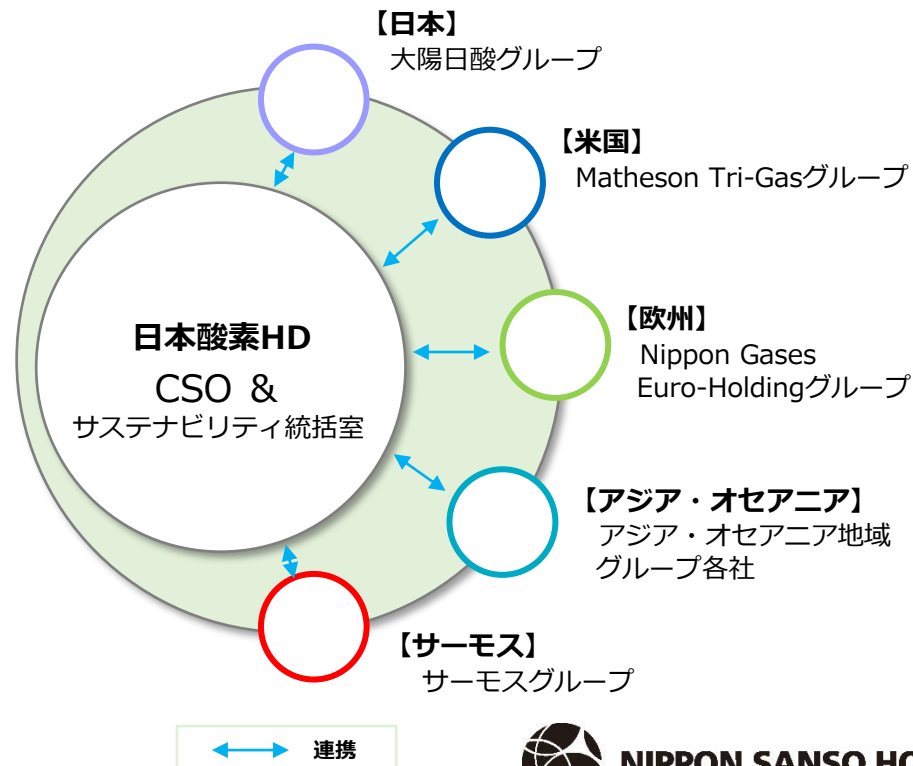 【日本】
大陽日酸グループ
【米国】
Matheson Tri-Gasグループ
【欧州】
Nippon Gases
Euro-Holdingグループ
日本酸素HD
CSO ＆
サステナビリティ統括室
【アジア・オセアニア】
アジア・オセアニア地域
グループ各社
【サーモス】
サーモスグループ
連携
NIPPON SANSO HO